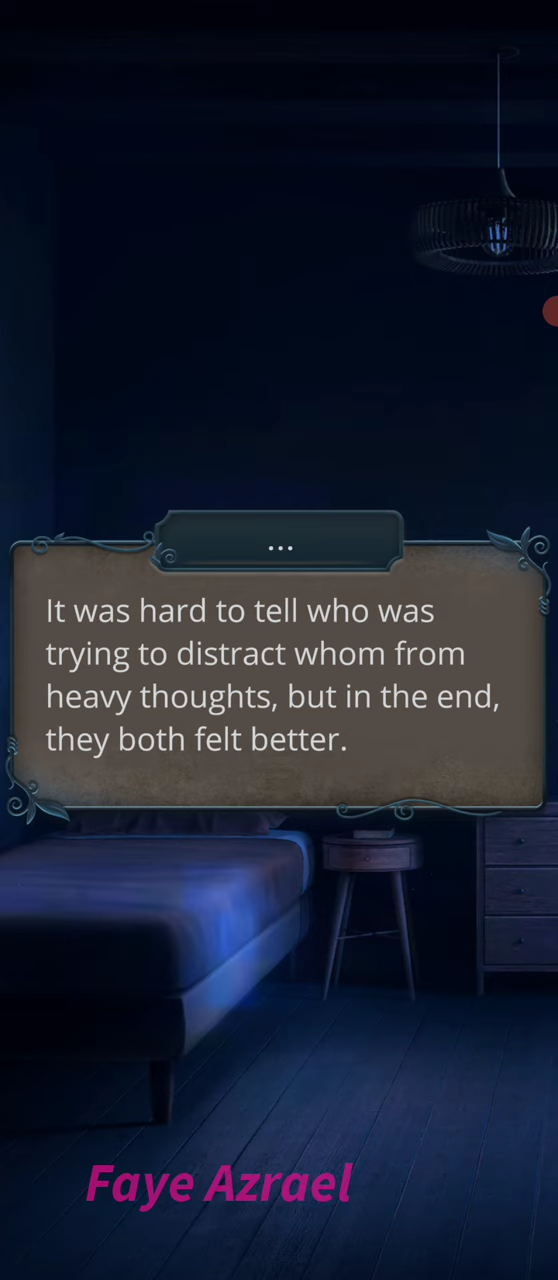 ...
It was hard to tell who was
trying to distract whom from
heavy thoughts, but in the end,
they both felt better.
Faye Azrael